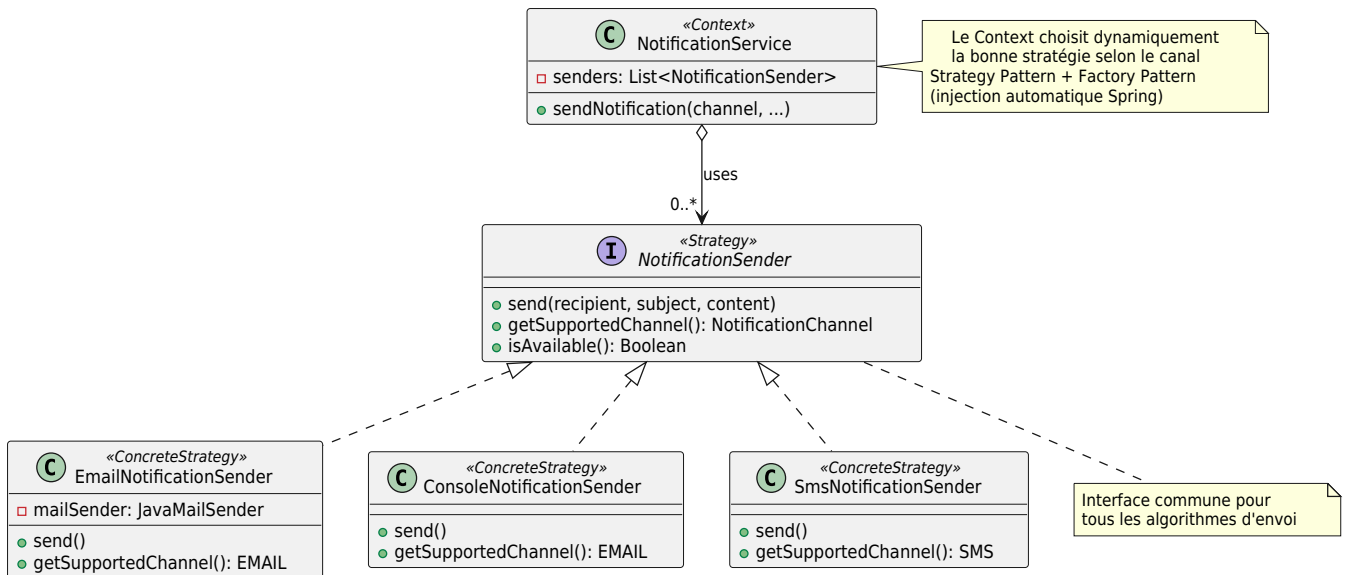 «Context»
C
NotificationService
senders: List<NotificationSender>
sendNotification(channel, ...)
Le Context choisit dynamiquement
la bonne stratégie selon le canal
Strategy Pattern + Factory Pattern
(injection automatique Spring)
uses
0..*
«Strategy»
I
NotificationSender
send(recipient, subject, content)
getSupportedChannel(): NotificationChannel
isAvailable(): Boolean
«ConcreteStrategy»
C
EmailNotificationSender
mailSender: JavaMailSender
send()
getSupportedChannel(): EMAIL
«ConcreteStrategy»
C
ConsoleNotificationSender
send()
getSupportedChannel(): EMAIL
«ConcreteStrategy»
C
SmsNotificationSender
send()
getSupportedChannel(): SMS
Interface commune pour
tous les algorithmes d'envoi